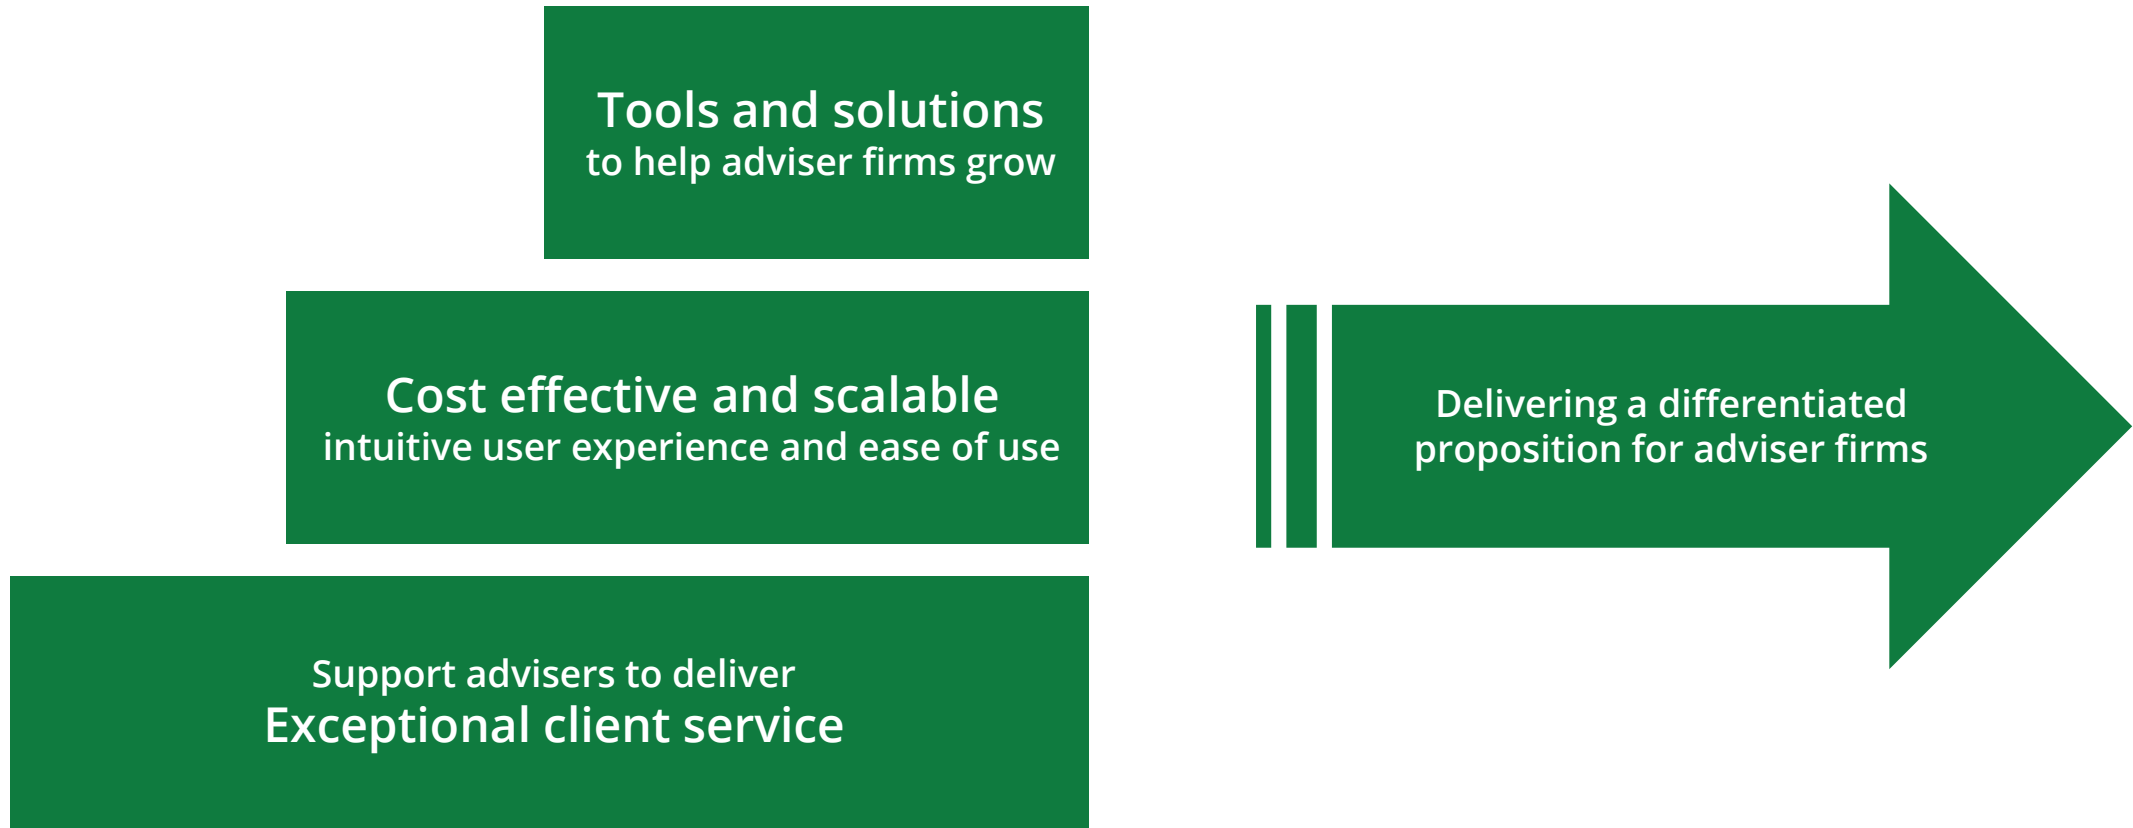 Tools and solutions
to help adviser firms grow
Cost effective and scalable
intuitive user experience and ease of use
Support advisers to deliver
Exceptional client service
Delivering a differentiated
proposition for adviser firms